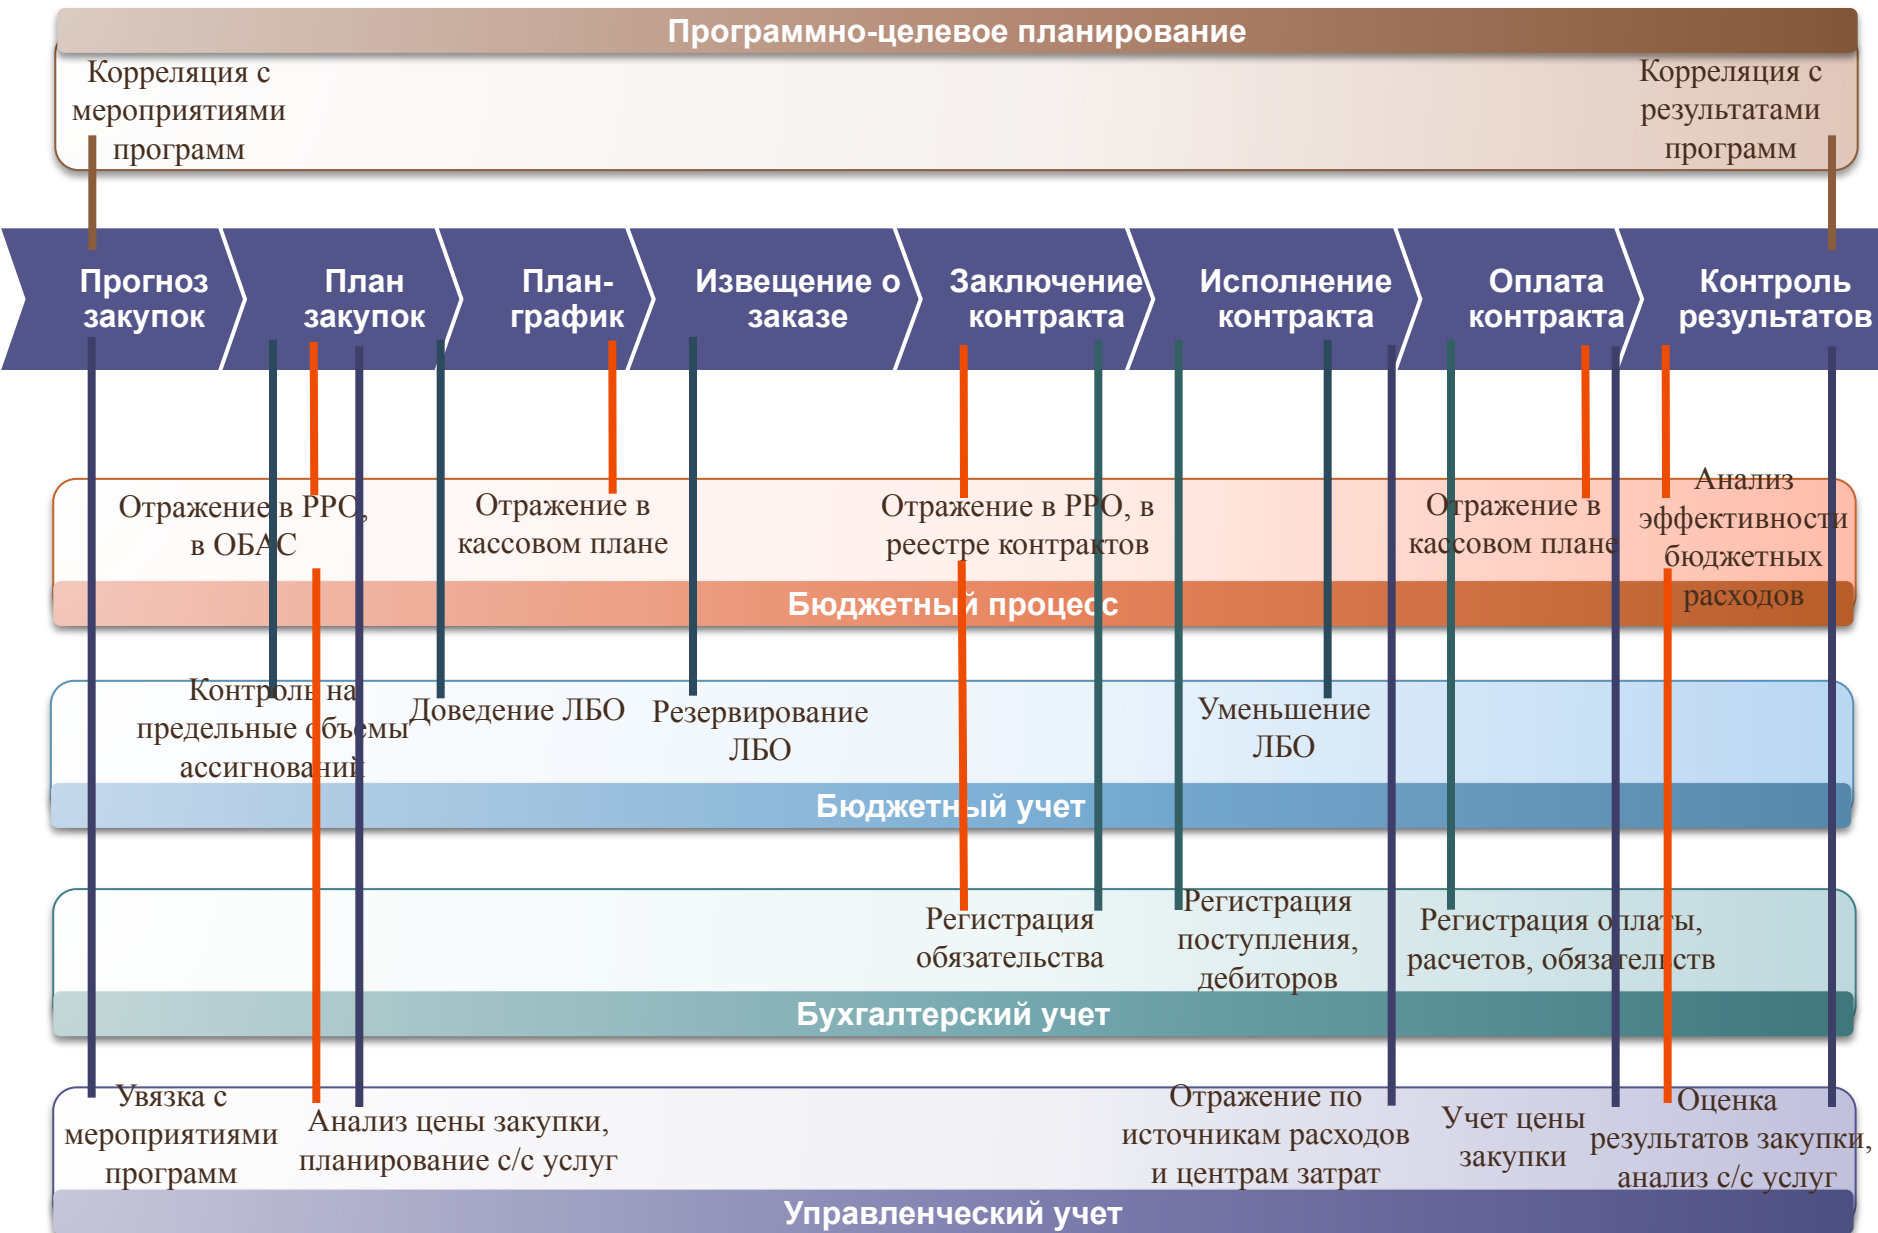 Программно-целевое планирование
Корреляция с
мероприятиями
программ
Корреляция с
результатами
программ
Прогноз
закупок
План
закупок
План-
график
Извещение о
заказе
Заключение
контракта
Исполнение
контракта
Оплата
контракта
Контроль
результатов
Отражение в РРО,
в ОБАС
Отражение в
кассовом плане
Отражение в РРО, в
реестре контрактов
Отражение в
кассовом плане
Анализ
эффективности
бюджетных
расходов
Бюджетный процесс
Контроль на
предельные объемы
ассигнований
Доведение ЛБО
Резервирование
ЛБО
Уменьшение
ЛБО
Бюджетный учет
Регистрация
обязательства
Регистрация
поступления,
дебиторов
Регистрация оплаты,
расчетов, обязательств
Бухгалтерский учет
Увязка с
мероприятиями
программ
Анализ цены закупки,
планирование с/с услуг
Отражение по
источникам расходов
и центрам затрат
Учет цены
закупки
Оценка
результатов закупки,
анализ с/с услуг
Управленческий учет